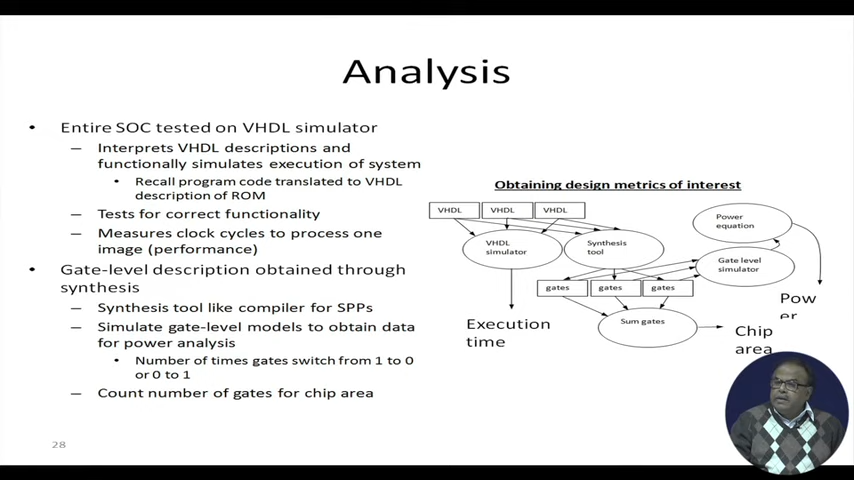 Analysis
• Entire SOC tested on VHDL simulator
– Interprets VHDL descriptions and
functionally simulates execution of system
• Recall program code translated to VHDL
description of ROM
– Tests for correct functionality
– Measures clock cycles to process one
image (performance)
• Gate-level description obtained through
synthesis
– Synthesis tool like compiler for SPPs
– Simulate gate-level models to obtain data
for power analysis
• Number of times gates switch from 1 to 0
or 0 to 1
– Count number of gates for chip area
Obtaining design metrics of interest
VHDL VHDL VHDL
Power
equation
VHDL
simulator
Synthesis
tool
Gate level
simulator
gates gates gates
Execution
time
Sum gates
Pow
er
Chip
area
28